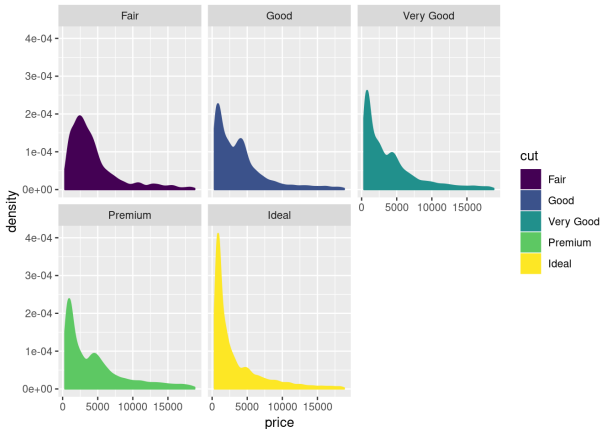 Fair Good Very Good
4e-04
3e-04
2e-04
1e-04
0e+00
0 5000 10000 15000
Premium Ideal
4e-04
3e-04
2e-04
1e-04
0e+00
0 5000 10000 15000 0 5000 10000 15000
price
density
cut
Fair
Good
Very Good
Premium
Ideal